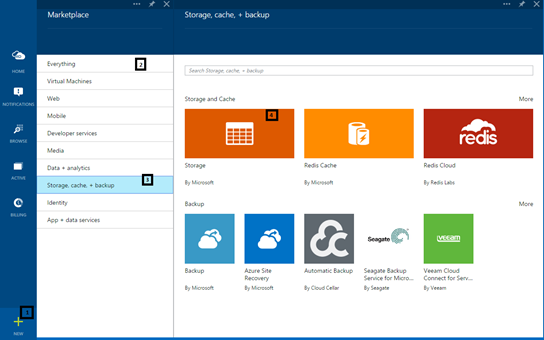 Marketplace
Storage, cache, + backup
HOME
NOTIFICATIONS
BROWSE
ACTIVE
BILLING
1
NEW
Everything
2
Virtual Machines
Web
Mobile
Developer services
Media
Data + analytics
Storage, cache, + backup
3
Identity
App + data services
Search Storage, cache, + backup
Storage and Cache
More
4
redis
Storage
Redis Cache
Redis Cloud
By Microsoft
By Microsoft
By Redis Labs
Backup
More
Seagate
veeAM
Backup
Azure Site
Recovery
Automatic Backup
Seagate Backup
Service for Micro...
Veeam Cloud
Connect for Serv...
By Microsoft
By Microsoft
By Cloud Cellar
By Seagate
By Veeam